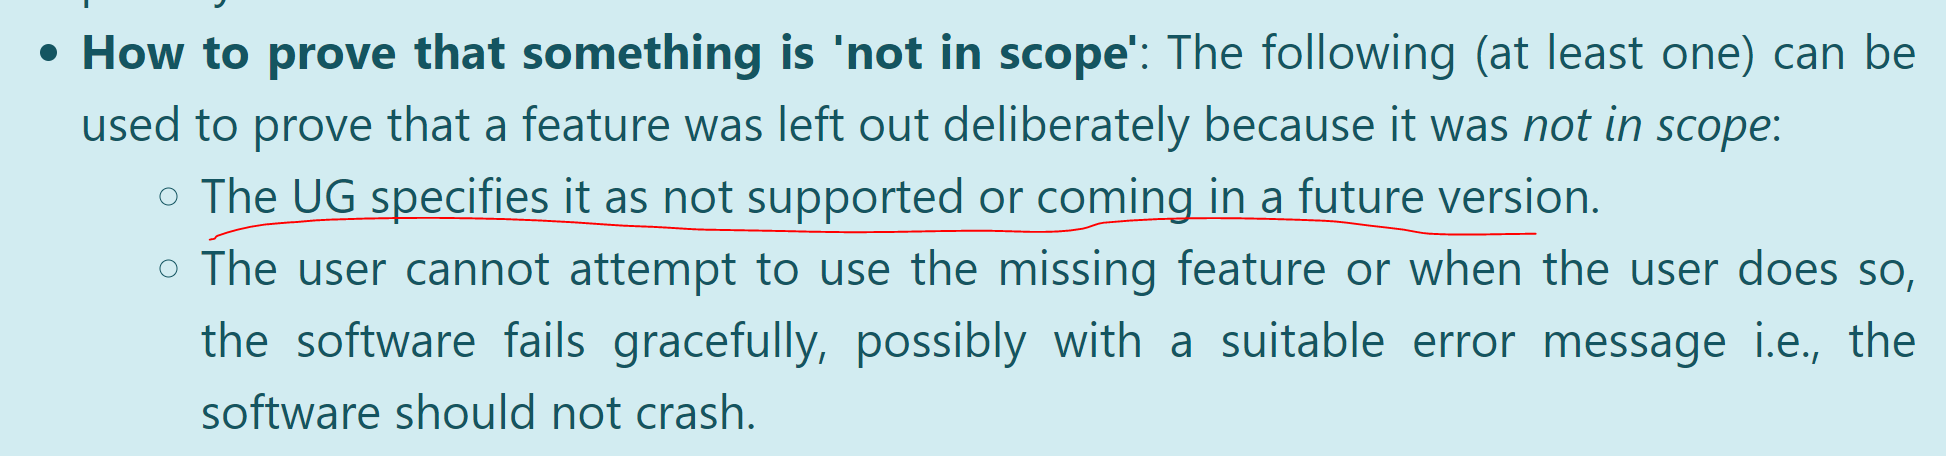 • How to prove that something is 'not in scope': The following (at least one) can be
used to prove that a feature was left out deliberately because it was not in scope:
○ The UG specifies it as not supported or coming in a future version.
○ The user cannot attempt to use the missing feature or when the user does so,
the software fails gracefully, possibly with a suitable error message i.e., the
software should not crash.